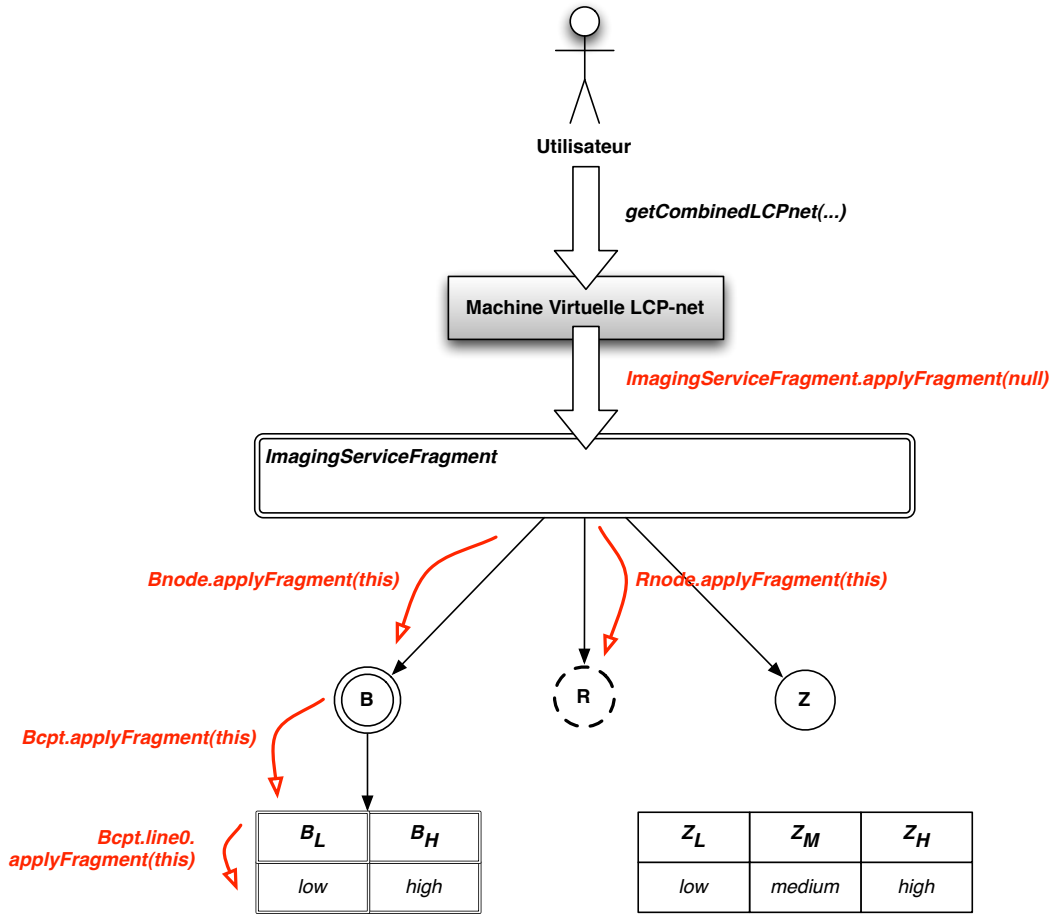 Utilisateur
getCombinedLCPnet(...)
Machine Virtuelle LCP-net
ImagingServiceFragment.applyFragment(null)
ImagingServiceFragment
Bnode.applyFragment(this)
Rnode.applyFragment(this)
B
R
Z
Bcpt.applyFragment(this)
Bcpt.line0.
applyFragment(this)
BL BH
low high
ZL ZM ZH
low medium high